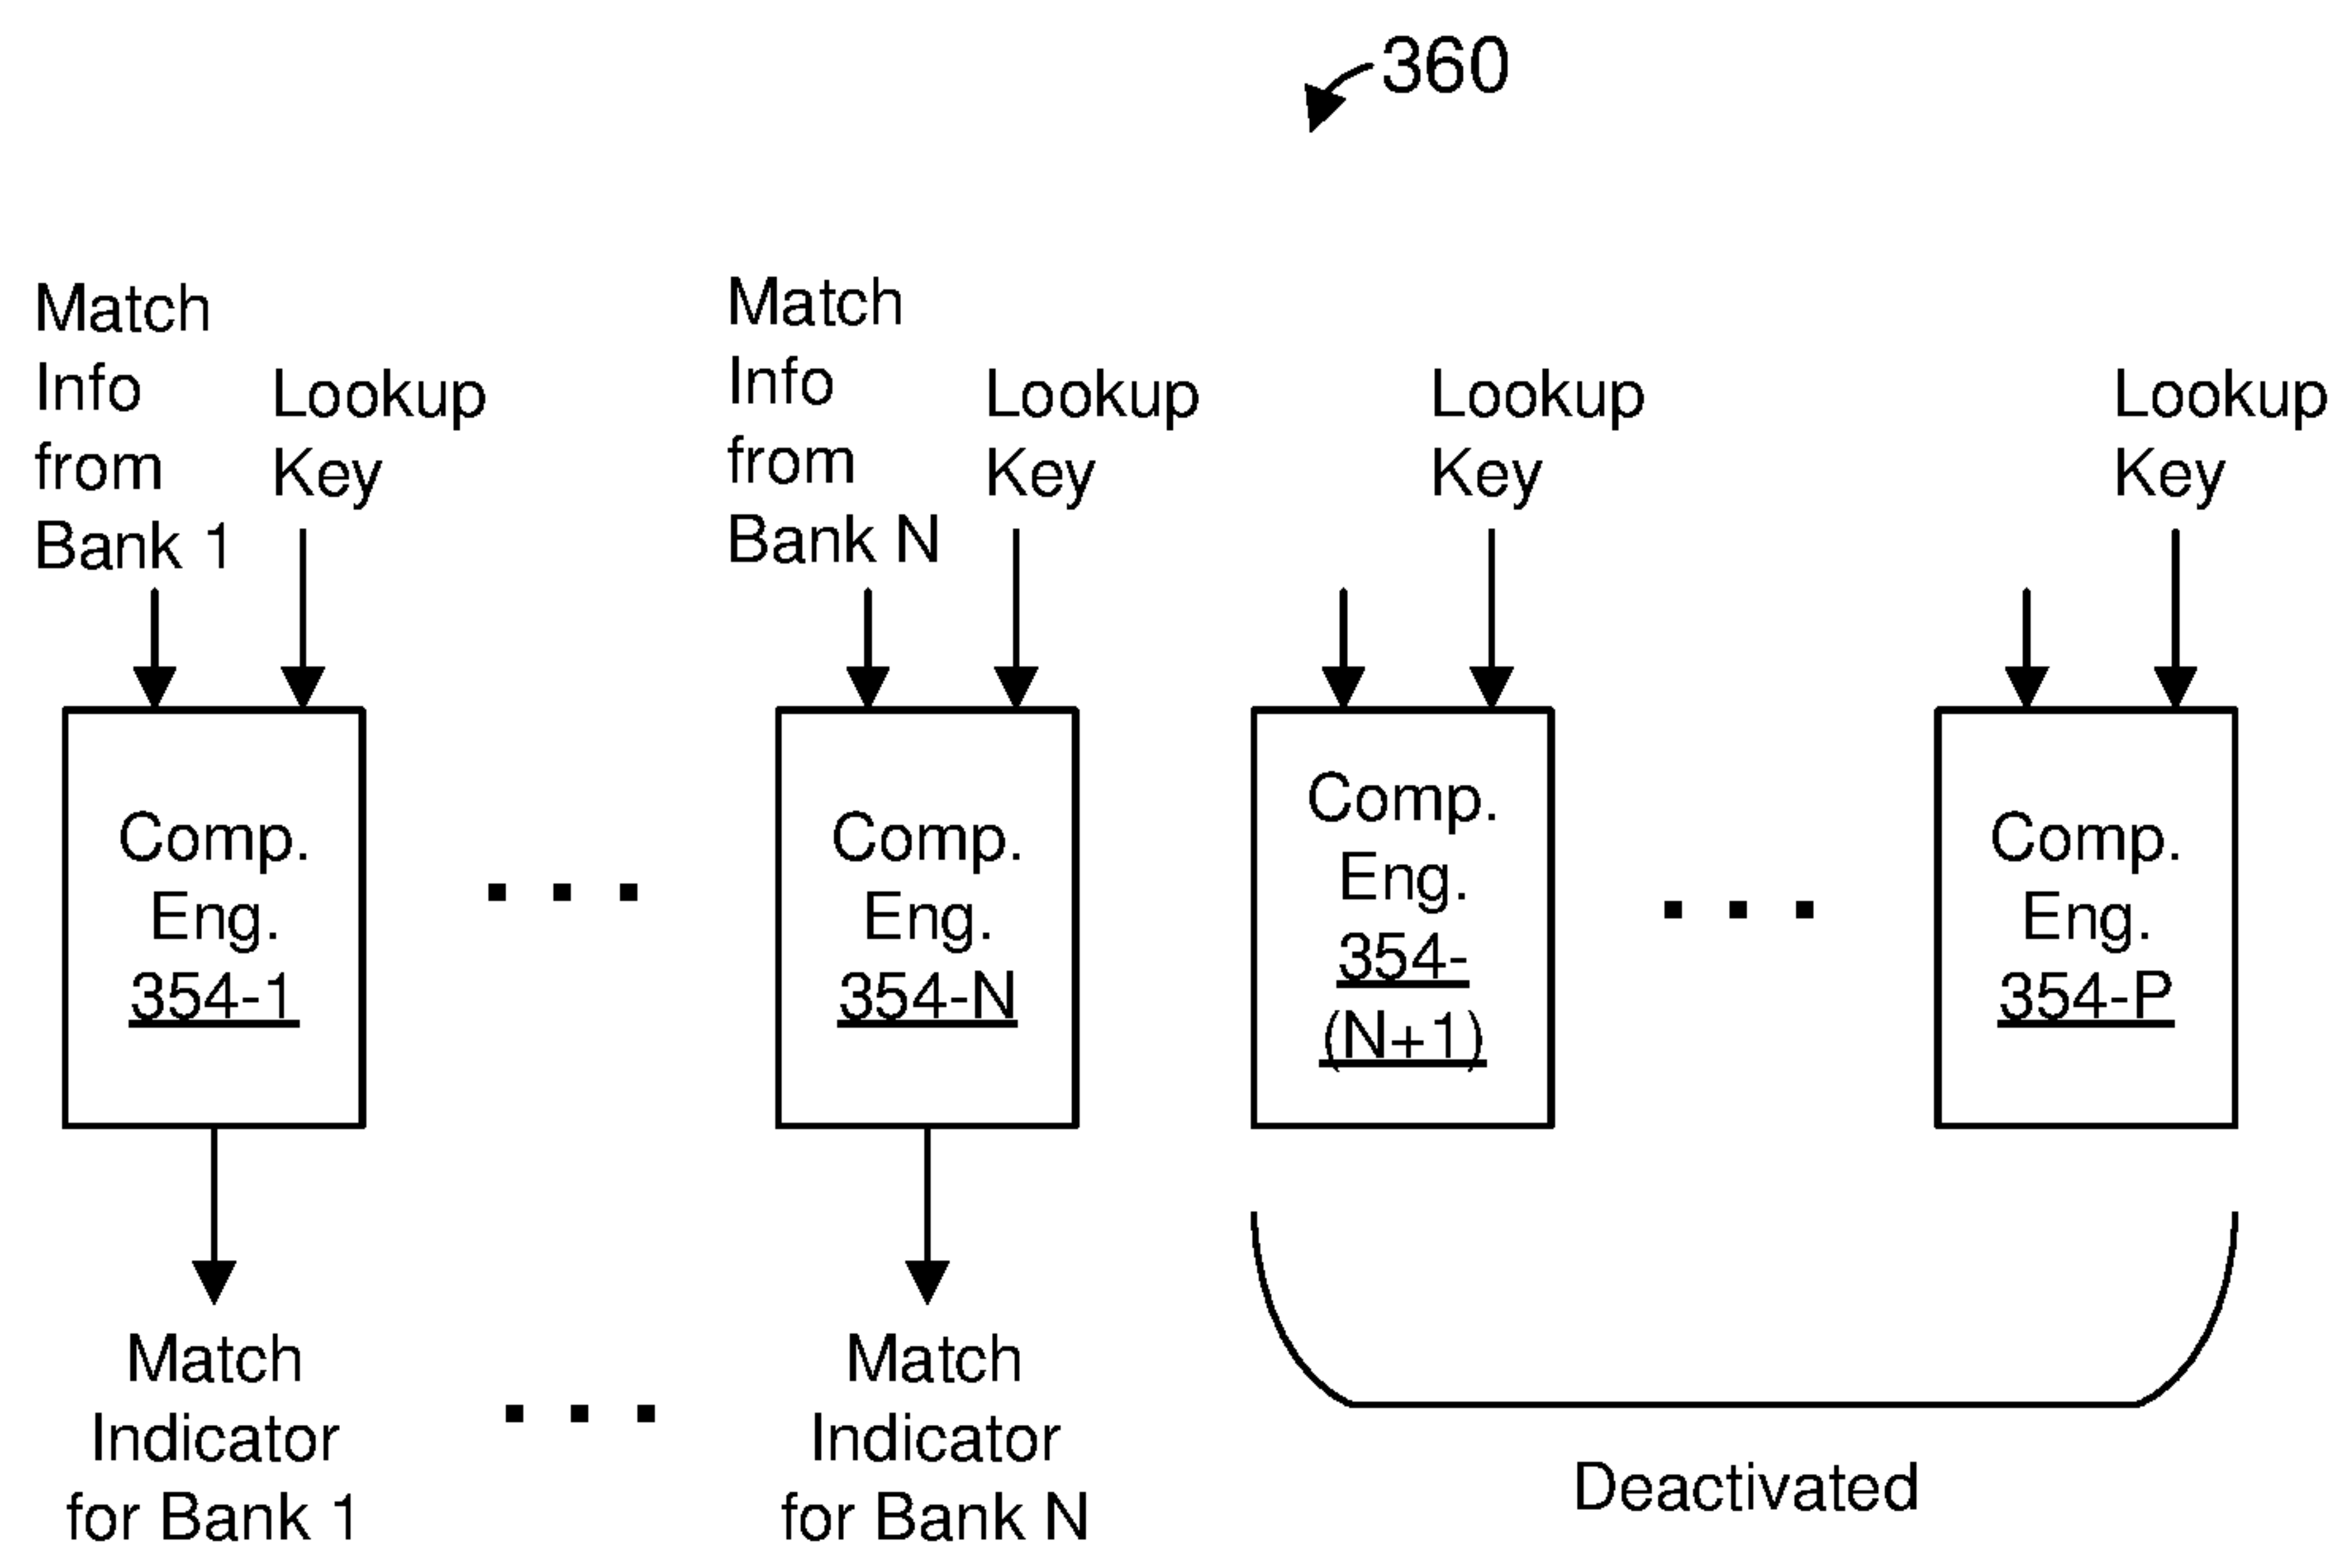 360
Match
Info
from
Bank 1
Lookup
Key
Match
Info
from
Bank N
Lookup
Key
Lookup
Key
Lookup
Key
Comp.
Eng.
354-1
Comp.
Eng.
354-N
Comp.
Eng.
354-
(N+1)
Comp.
Eng.
354-P
Match
Indicator
for Bank 1
Match
Indicator
for Bank N
Deactivated